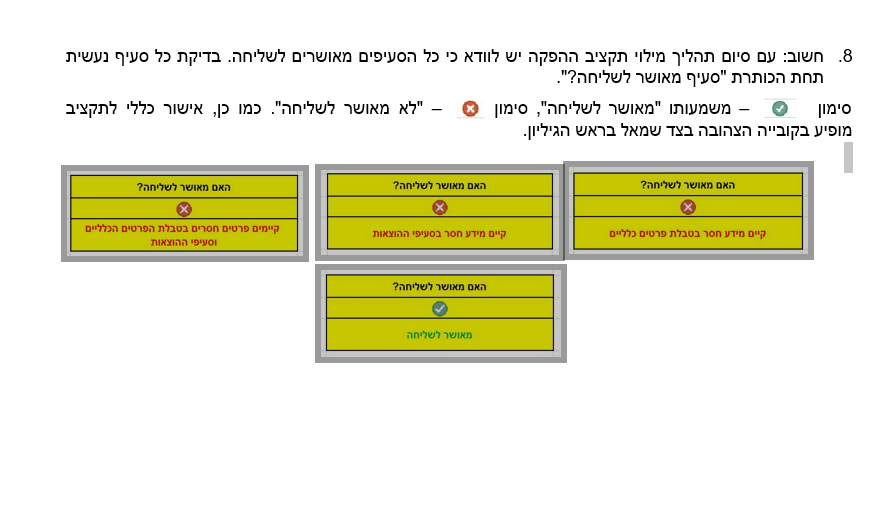 8. חשוב: עם סיום תהליך מילוי תקציב ההפקה יש לוודא כי כל הסעיפים מאושרים לשליחה. בדיקת כל סעיף נעשית
תחת הכותרת "סעיף מאושר לשליחה?".
סימון – משמעותו "מאושר לשליחה", סימון – "לא מאושר לשליחה". כמו כן, אישור כללי לתקציב
מופיע בקובייה הצהובה בצד שמאל בראש הגיליון.
האם מאושר לשליחה?
קיים מידע חסר בטבלת פרטים כלליים
האם מאושר לשליחה?
קיים מידע חסר בסעיפי ההוצאות
האם מאושר לשליחה?
קיימים פרטים חסרים בטבלת הפרטים הכלליים
וסעיפי ההוצאות
האם מאושר לשליחה?
מאושר לשליחה